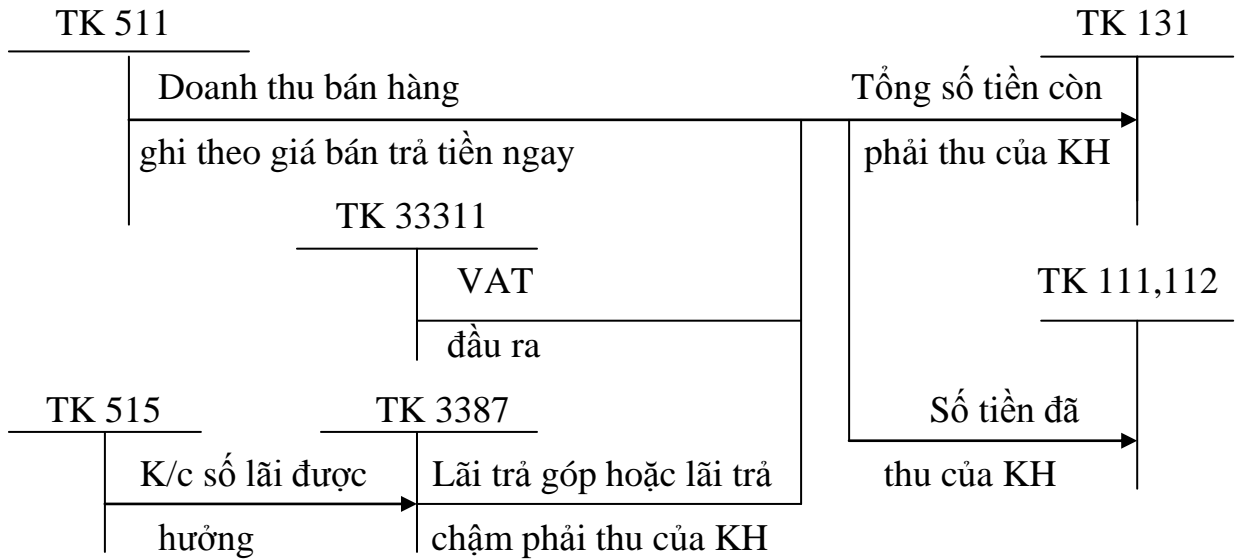 TK 511
TK 131
Doanh thu bán hàng
Tổng số tiền còn
ghi theo giá bán trả tiền ngay
phải thu của KH
TK 33311
VAT
TK 111,112
đầu ra
TK 515
TK 3387
Số tiền đã
K/c số lãi được
Lãi trả góp hoặc lãi trả
thu của KH
hưởng
chậm phải thu của KH